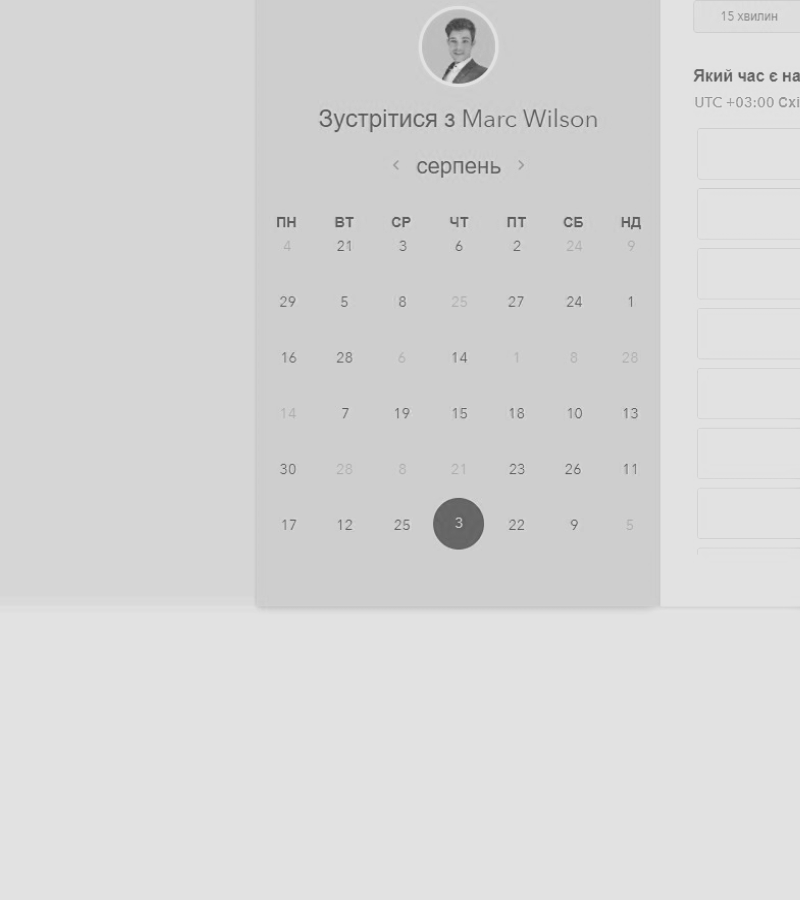 15 хвилин
Зустрітися з Marc Wilson
серпень
ПН ВТ СР ЧТ ПТ СБ НД
4 21 3 6 2 24 9
29 5 8 25 27 24 1
16 28 6 14 1 8 28
14 7 19 15 18 10 13
30 28 8 21 23 26 11
17 12 25 3 22 9 5
Який час є на
UTC +03:00 Схі